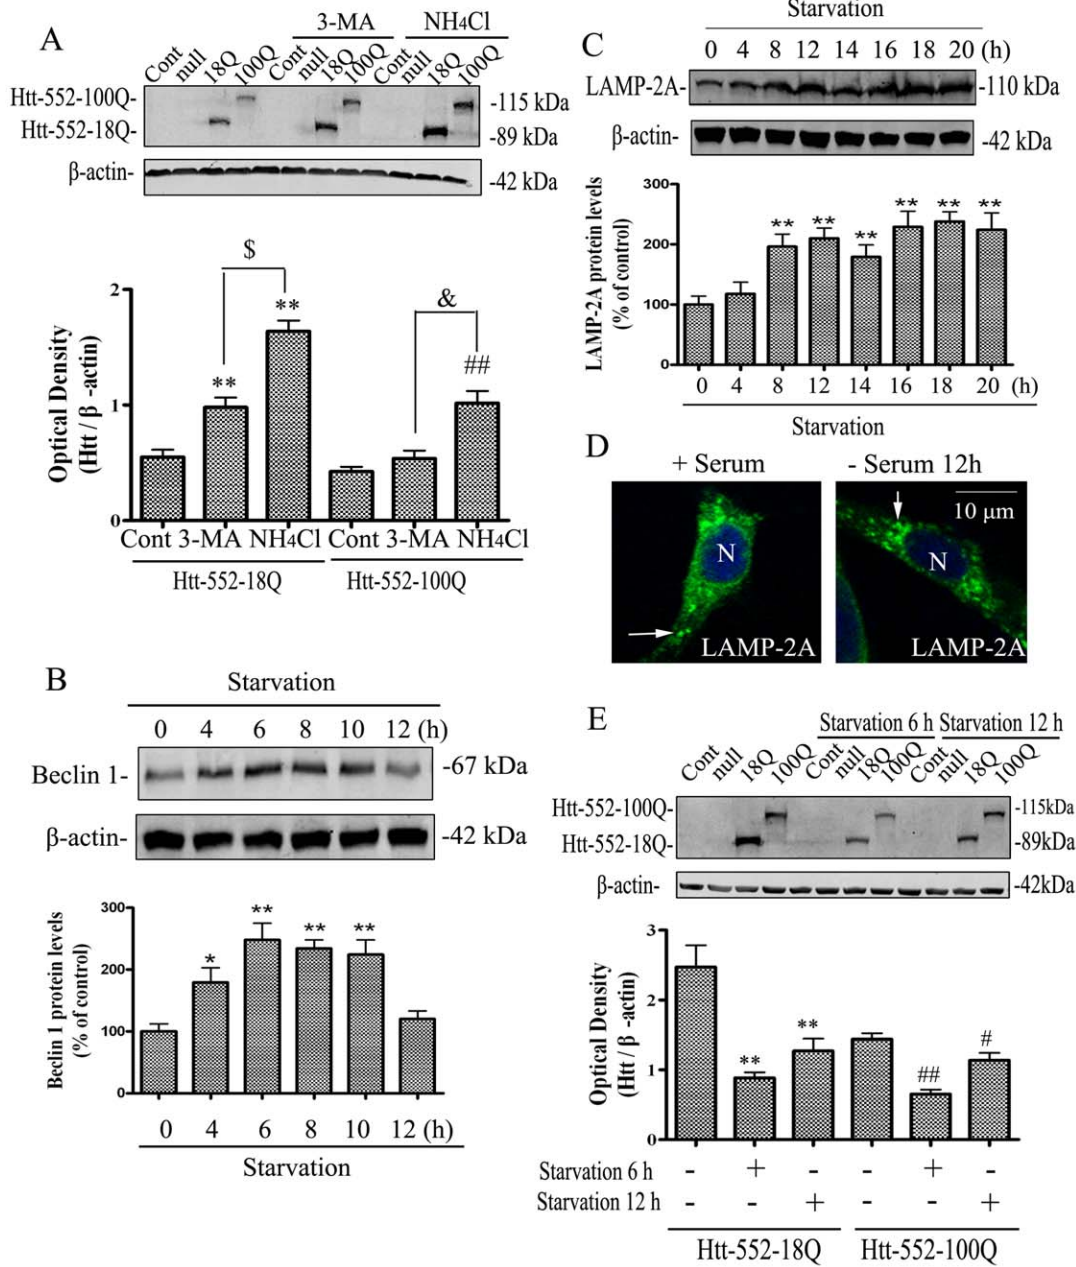 A
3-MA NH4Cl
Cont null 18Q 100Q Cont null 18Q 100Q Cont null 18Q 100Q
Htt-552-100Q- -115 kDa
Htt-552-18Q- -89 kDa
β-actin- -42 kDa
$
&
** ** ##
2
1
0
Optical Density
(Htt / β -actin)
Cont 3-MA NH4Cl Cont 3-MA NH4Cl
Htt-552-18Q Htt-552-100Q
B
Starvation
0 4 6 8 10 12 (h)
Beclin 1- -67 kDa
β-actin- -42 kDa
Beclin 1 protein levels
(% of control)
300
200
100
0
* ** ** **
0 4 6 8 10 12 (h)
Starvation
C
Starvation
0 4 8 12 14 16 18 20 (h)
LAMP-2A- -110 kDa
β-actin- -42 kDa
LAMP-2A protein levels
(% of control)
300
200
100
0
** ** ** ** ** **
0 4 8 12 14 16 18 20 (h)
Starvation
D
+ Serum - Serum 12h
10 μm
N N
LAMP-2A LAMP-2A
E
Starvation 6 h Starvation 12 h
Cont null 18Q 100Q Cont null 18Q 100Q Cont null 18Q 100Q
Htt-552-100Q- -115kDa
Htt-552-18Q- -89kDa
β-actin- -42kDa
Optical Density
(Htt / β -actin)
3
2
1
0
** ** ## #
Starvation 6 h - + - - + -
Starvation 12 h - - + - - +
Htt-552-18Q Htt-552-100Q